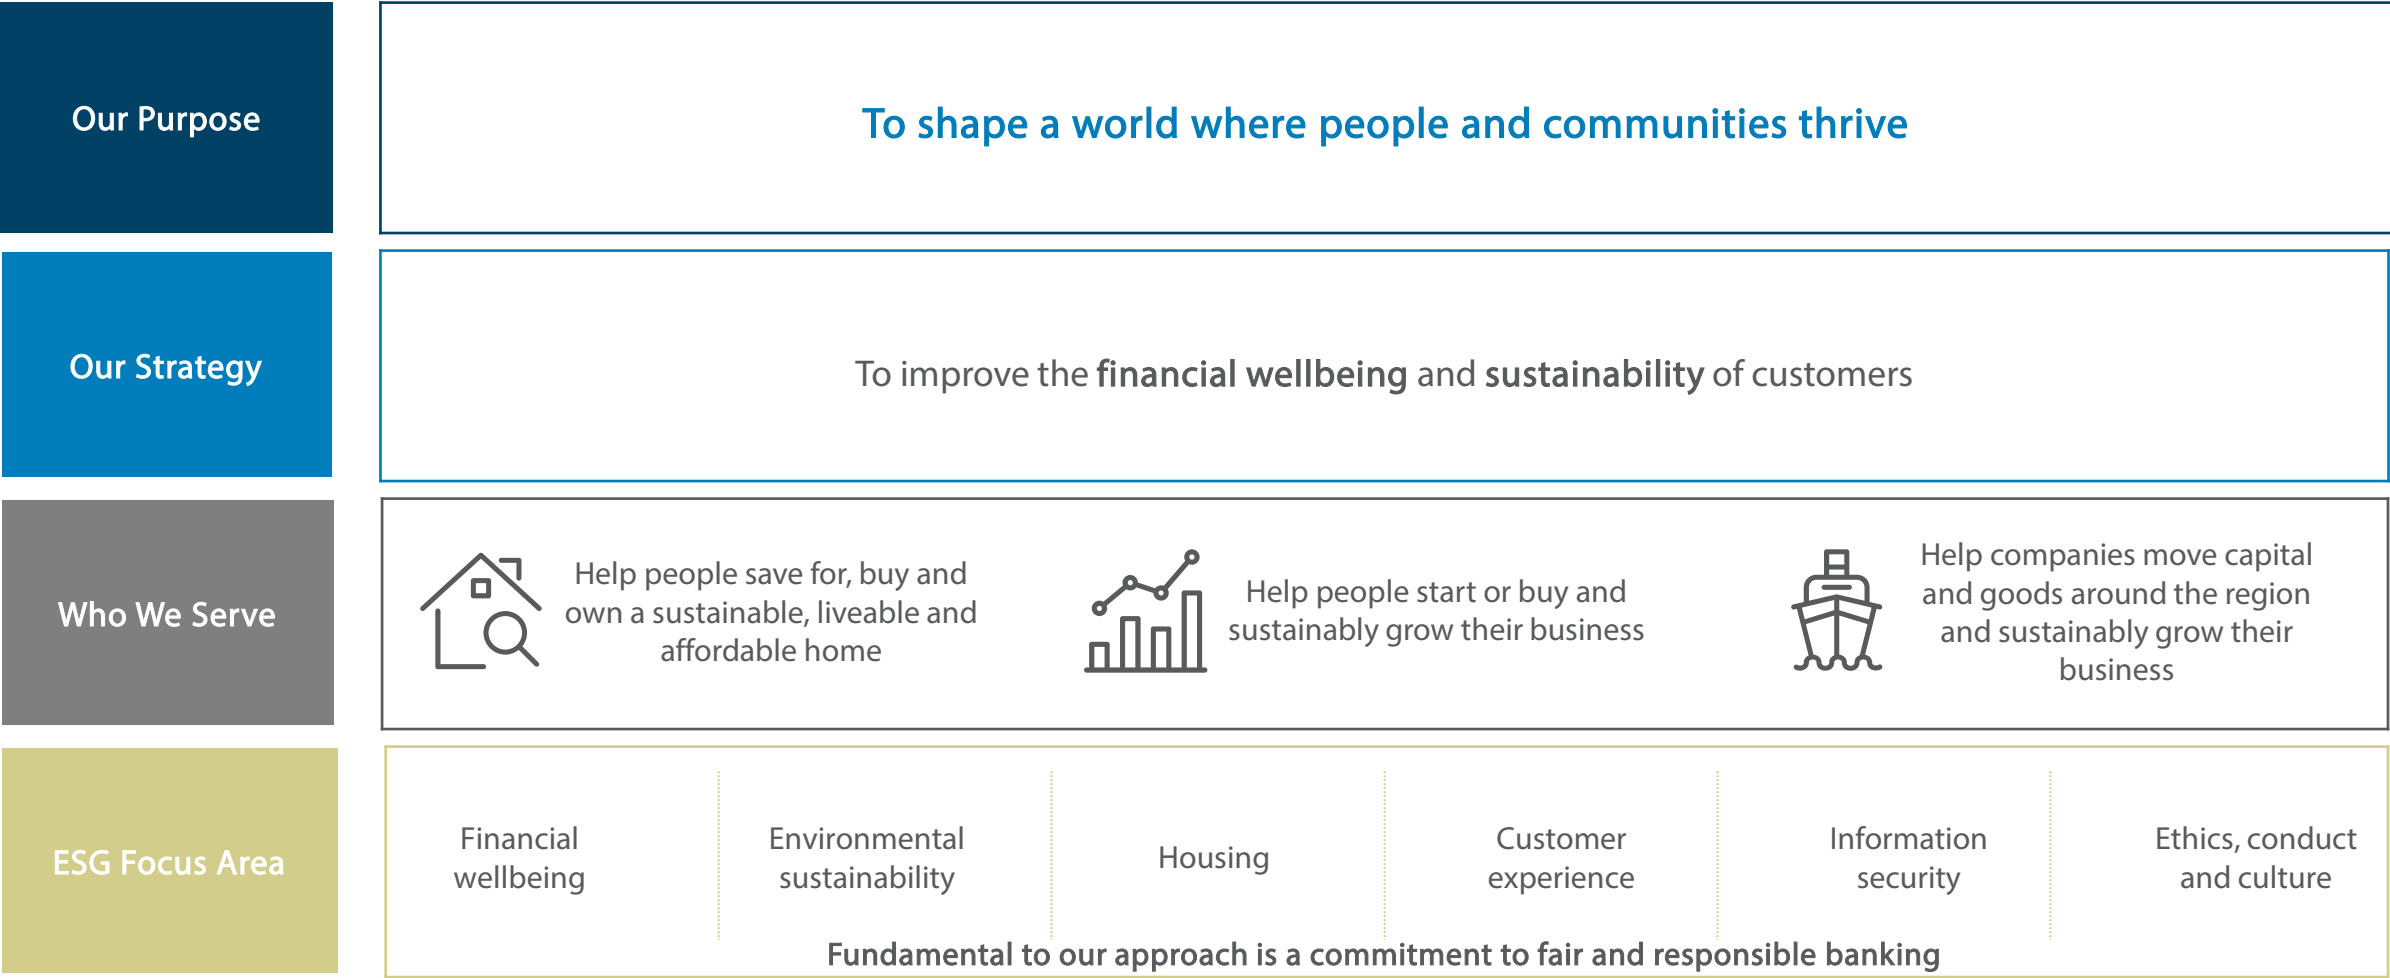 Our Purpose
To shape a world where people and communities thrive
Our Strategy
To improve the financial wellbeing and sustainability of customers
Who We Serve
Help people save for, buy and
own a sustainable, liveable and
affordable home
Help people start or buy and
sustainably grow their business
Help companies move capital
and goods around the region
and sustainably grow their
business
ESG Focus Area
Financial
wellbeing
Environmental
sustainability
Housing
Customer
experience
Information
security
Ethics, conduct
and culture
Fundamental to our approach is a commitment to fair and responsible banking